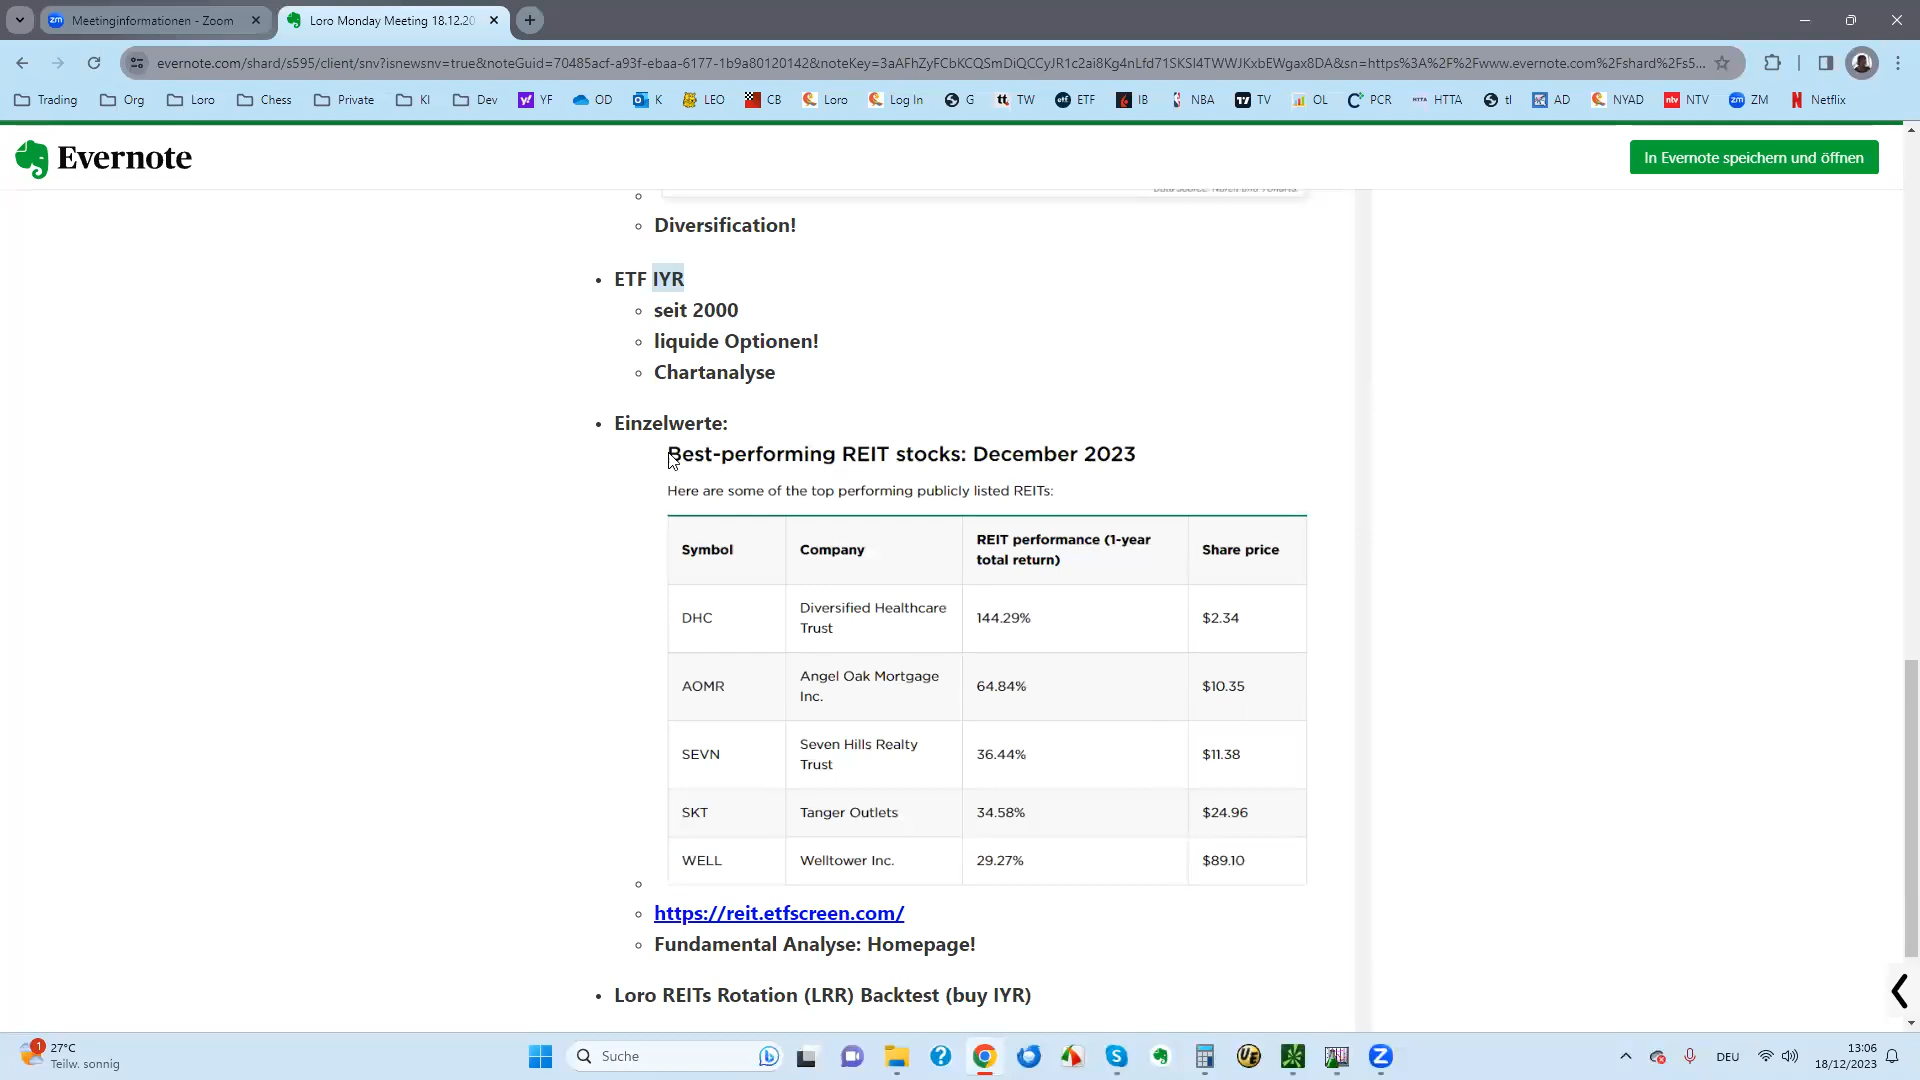 Meetinginformationen - Zoom
Loro Monday Meeting 18.12.20
evernote.com/shard/s595/client/snv?isnewsnv=true&noteGuid=70485acf-a93f-ebaa-6177-1b9a80120142&noteKey=3aAFhZyFCbKCQSmDiQCCyJR1c2ai8Kg4nLfd71SKSI4TWWJKxbEWgax8DA&sn=https%3A%2F%2Fwww.evernote.com%2Fshard%2Fs5...
Trading Org Loro Chess Private KI Dev YF OD K LEO CB Loro Log In G TW ETF IB NBA TV OL PCR HTTA tl AD NYAD NTV ZM Netflix
Evernote
In Evernote speichern und öffnen
Diversification!
ETF IYR
seit 2000
liquide Optionen!
Chartanalyse
Einzelwerte:
Best-performing REIT stocks: December 2023
Here are some of the top performing publicly listed REITs:
Symbol Company REIT performance (1-year total return) Share price
DHC Diversified Healthcare Trust 144.29% $2.34
AOMR Angel Oak Mortgage Inc. 64.84% $10.35
SEVN Seven Hills Realty Trust 36.44% $11.38
SKT Tanger Outlets 34.58% $24.96
WELL Welltower Inc. 29.27% $89.10
https://reit.etfscreen.com/
Fundamental Analyse: Homepage!
Loro REITs Rotation (LRR) Backtest (buy IYR)
1
27°C
Teilw. sonnig
Suche
DEU
13:06
18/12/2023